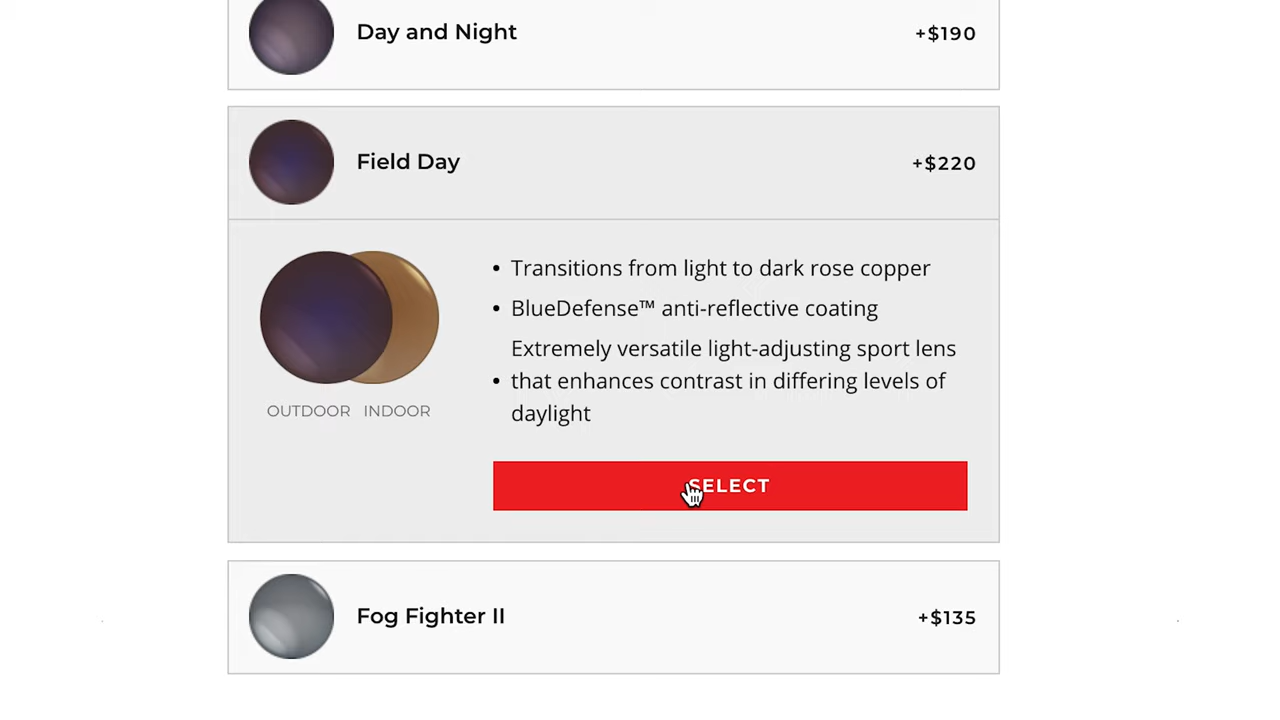 Day and Night
+$190
Field Day
+$220
Transitions from light to dark rose copper
BlueDefense™ anti-reflective coating
Extremely versatile light-adjusting sport lens
that enhances contrast in differing levels of
daylight
OUTDOOR INDOOR
SELECT
Fog Fighter II
+$135